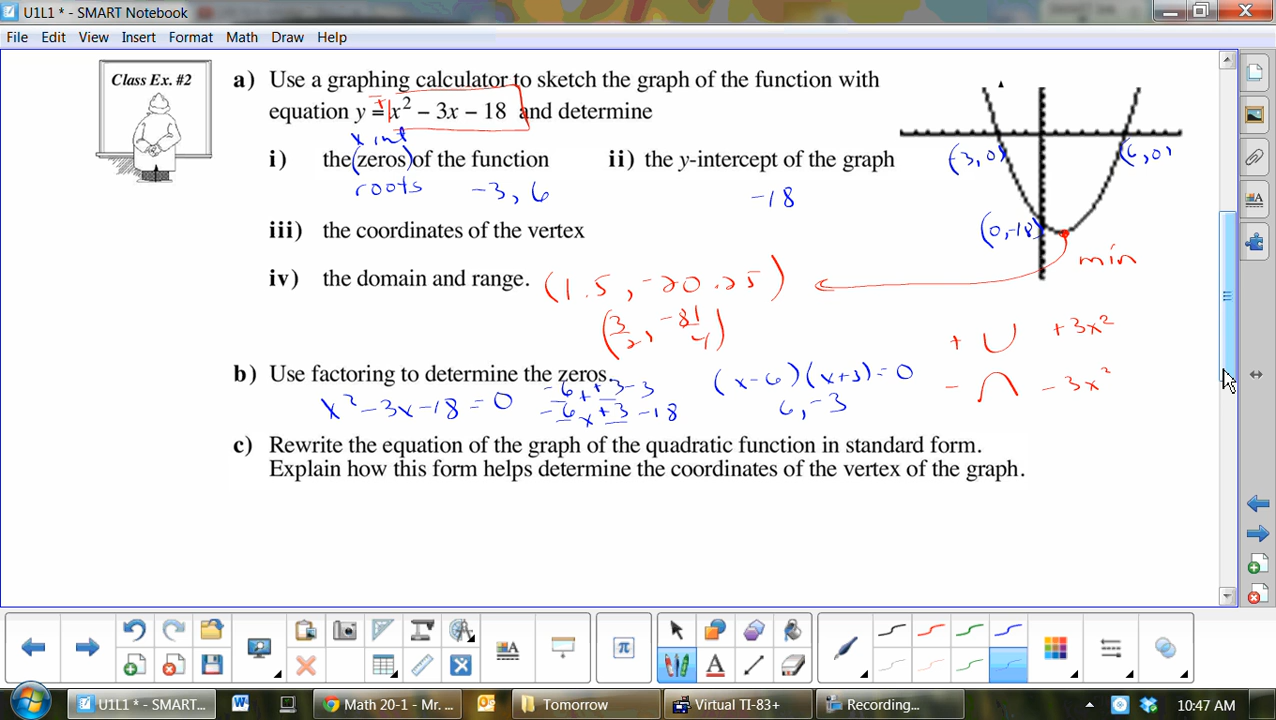 U1L1 * - SMART Notebook
File Edit View Insert Format Math Draw Help
Class Ex. #2
a) Use a graphing calculator to sketch the graph of the function with
equation y = x² − 3x − 18 and determine
x int
i) the (zeros) of the function ii) the y-intercept of the graph
roots -3, 6 -18
(-3, 0) (6, 0)
(0, -18)
min
iii) the coordinates of the vertex
iv) the domain and range. (1.5, -20.25)
(3/2, -81/4)
+ +3x²
- -3x²
b) Use factoring to determine the zeros.
x² - 3x - 18 = 0
-6 + +3 -3
-6 x +3 -18
(x-6)(x+3) = 0
6, -3
c) Rewrite the equation of the graph of the quadratic function in standard form.
Explain how this form helps determine the coordinates of the vertex of the graph.
π
A
U1L1 * - SMART... Math 20-1 - Mr. ... Tomorrow Virtual TI-83+ Recording... 10:47 AM